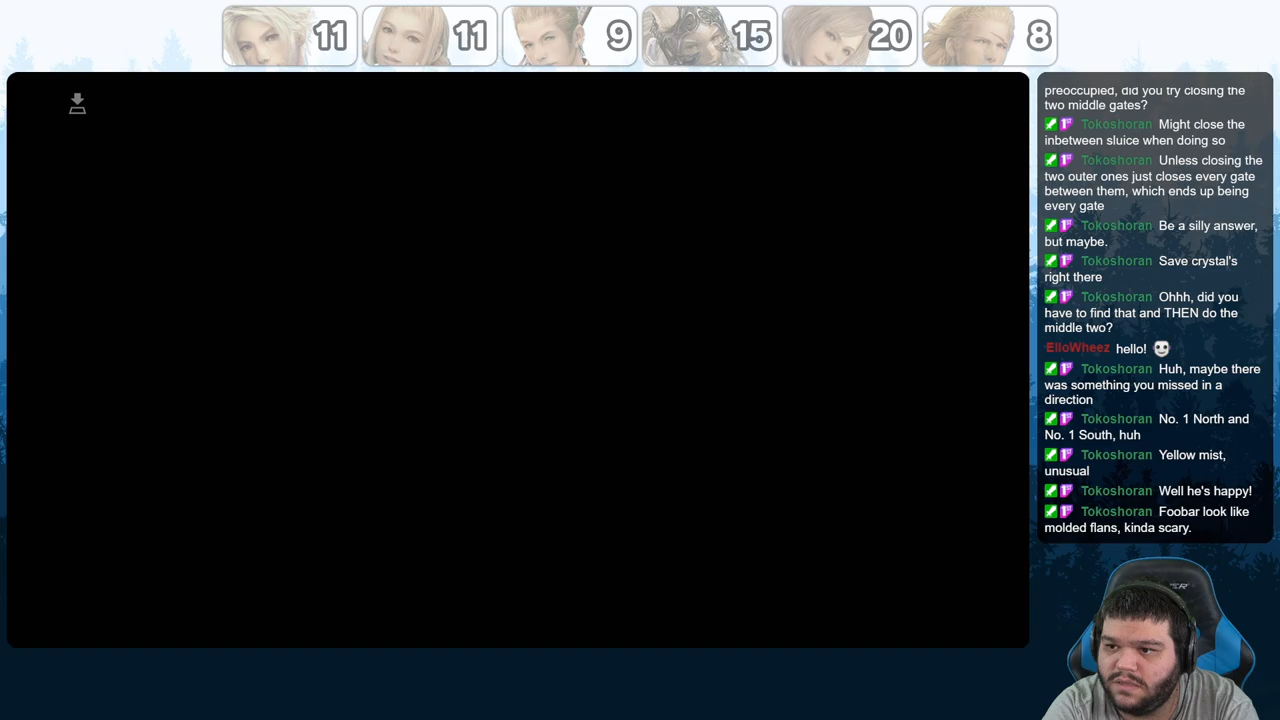 11
11
9
15
20
8
preoccupied, did you try closing the
two middle gates?
Tokoshoran Might close the
inbetween sluice when doing so
Tokoshoran Unless closing the
two outer ones just closes every gate
between them, which ends up being
every gate
Tokoshoran Be a silly answer,
but maybe.
Tokoshoran Save crystal's
right there
Tokoshoran Ohhh, did you
have to find that and THEN do the
middle two?
ElloWheez hello!
Tokoshoran Huh, maybe there
was something you missed in a
direction
Tokoshoran No. 1 North and
No. 1 South, huh
Tokoshoran Yellow mist,
unusual
Tokoshoran Well he's happy!
Tokoshoran Foobar look like
molded flans, kinda scary.